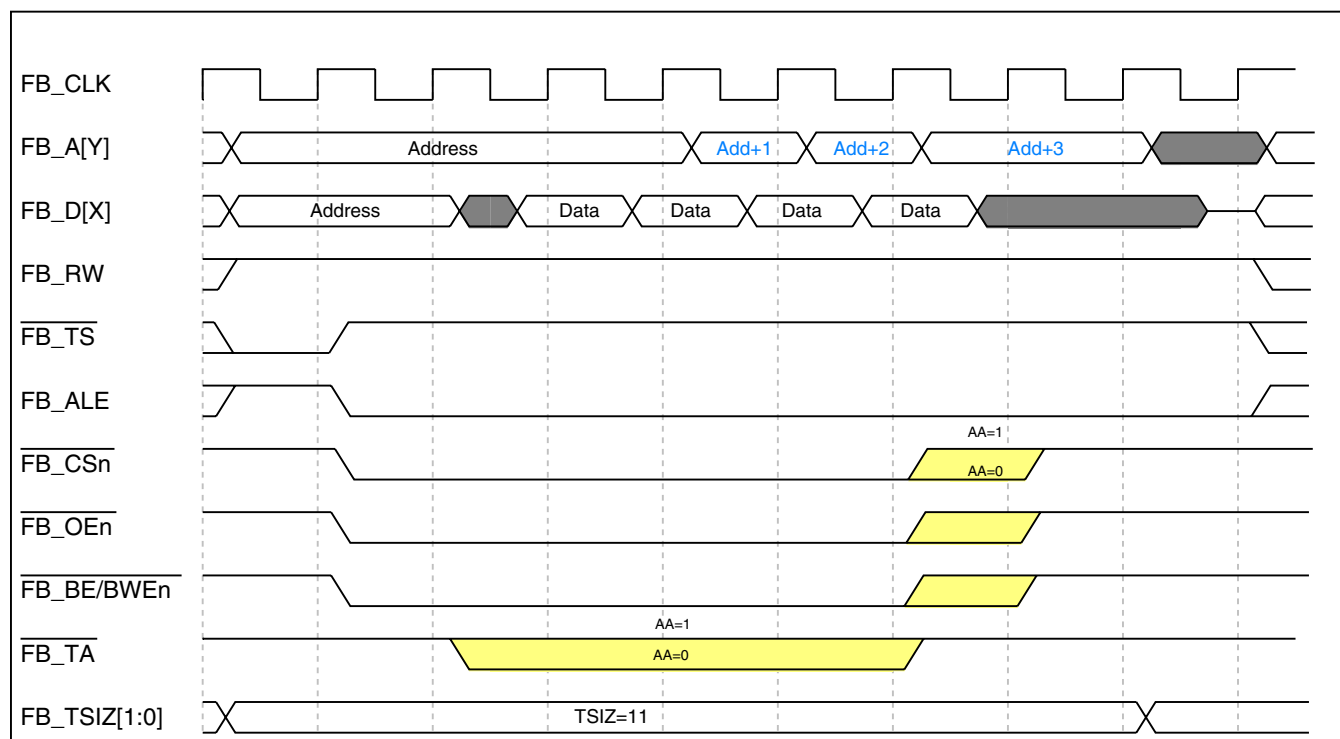 FB_CLK
FB_A[Y] Address Add+1 Add+2 Add+3
FB_D[X] Address Data Data Data Data
FB_RW
FB_TS
FB_ALE
AA=1
FB_CSn AA=0
FB_OEn
FB_BE/BWEn
AA=1
FB_TA AA=0
FB_TSIZ[1:0] TSIZ=11